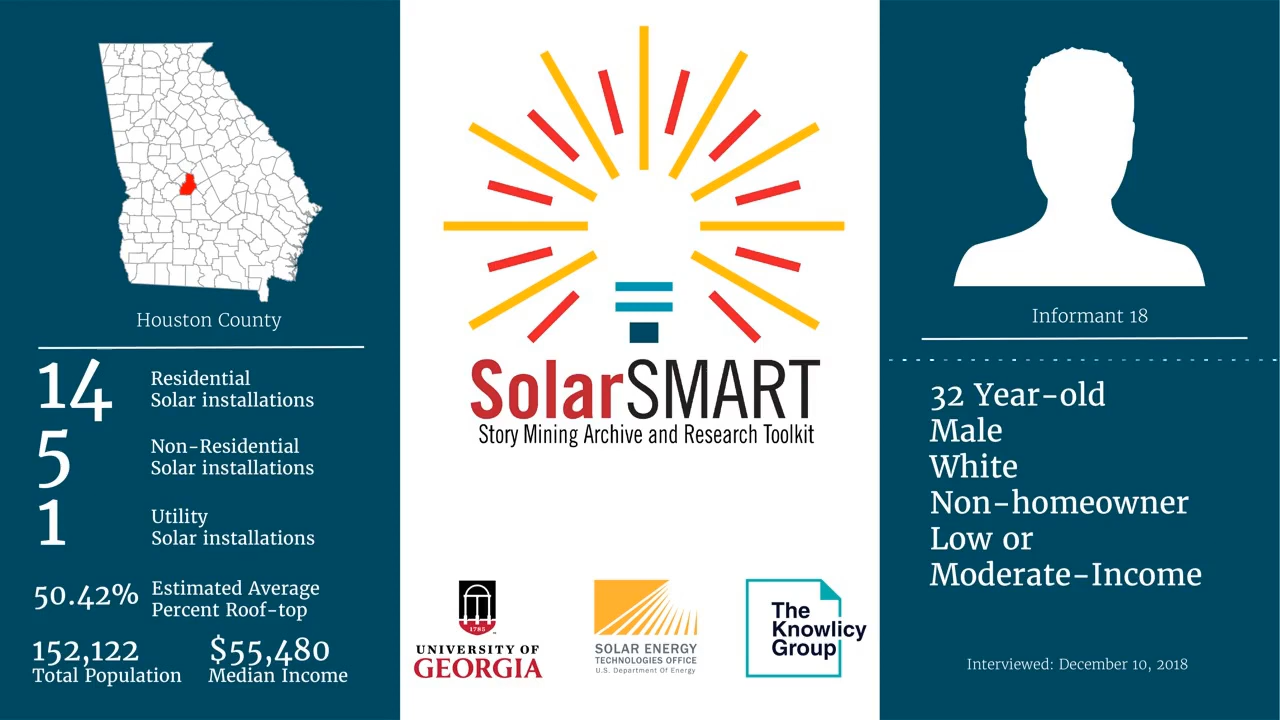 Houston County
14
Residential
Solar installations
5
Non-Residential
Solar installations
1
Utility
Solar installations
50.42%
Estimated Average
Percent Roof-top
152,122
Total Population
$55,480
Median Income
SolarSMART
Story Mining Archive and Research Toolkit
1785
UNIVERSITY OF
GEORGIA
SOLAR ENERGY
TECHNOLOGIES OFFICE
U.S. Department Of Energy
The
Knowlicy
Group
Informant 18
32 Year-old
Male
White
Non-homeowner
Low or
Moderate-Income
Interviewed: December 10, 2018